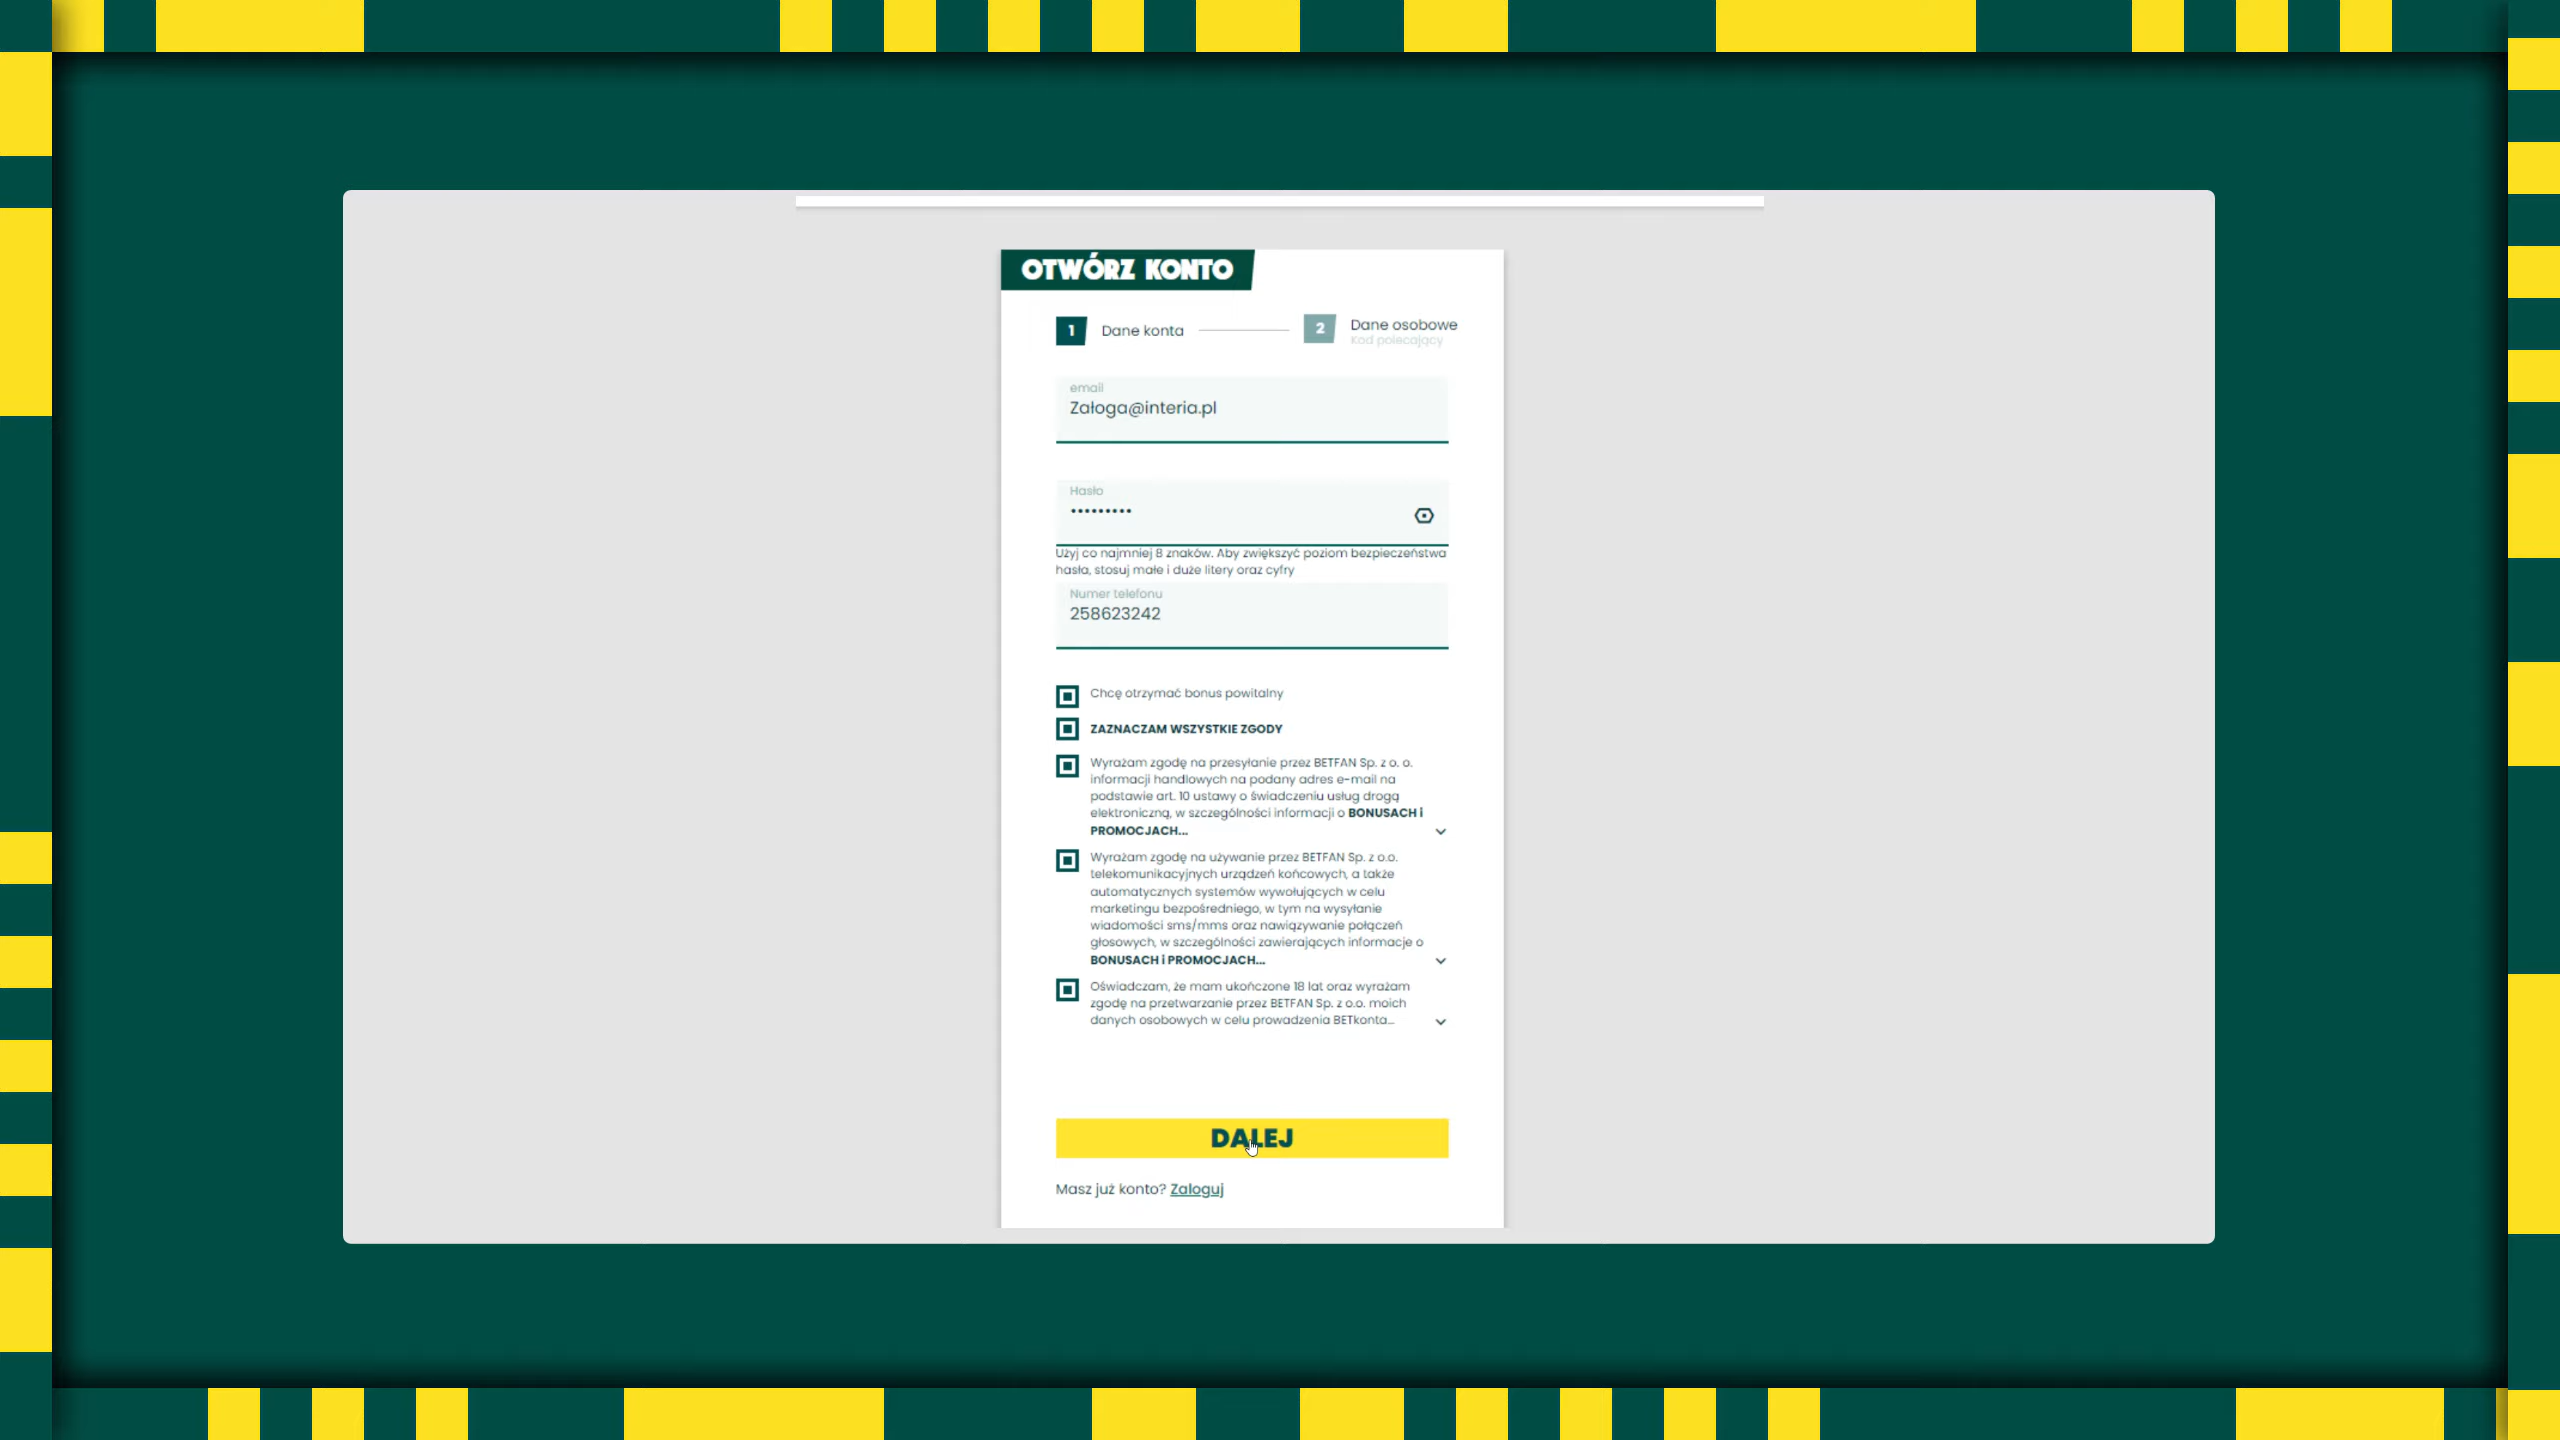 OTWÓRZ KONTO
1 Dane konta
2 Dane osobowe
Kod polecający
email
Załoga@interia.pl
Hasło
•••••••••
Użyj co najmniej 8 znaków. Aby zwiększyć poziom bezpieczeństwa
hasła, stosuj małe i duże litery oraz cyfry
Numer telefonu
258623242
Chcę otrzymać bonus powitalny
ZAZNACZAM WSZYSTKIE ZGODY
Wyrażam zgodę na przesyłanie przez BETFAN Sp. z o. o.
informacji handlowych na podany adres e-mail na
podstawie art. 10 ustawy o świadczeniu usług drogą
elektroniczną, w szczególności informacji o BONUSACH i
PROMOCJACH...
Wyrażam zgodę na używanie przez BETFAN Sp. z o.o.
telekomunikacyjnych urządzeń końcowych, a także
automatycznych systemów wywołujących w celu
marketingu bezpośredniego, w tym na wysyłanie
wiadomości sms/mms oraz nawiązywanie połączeń
głosowych, w szczególności zawierających informacje o
BONUSACH i PROMOCJACH...
Oświadczam, że mam ukończone 18 lat oraz wyrażam
zgodę na przetwarzanie przez BETFAN Sp. z o.o. moich
danych osobowych w celu prowadzenia BETkonta...
DALEJ
Masz już konto? Zaloguj